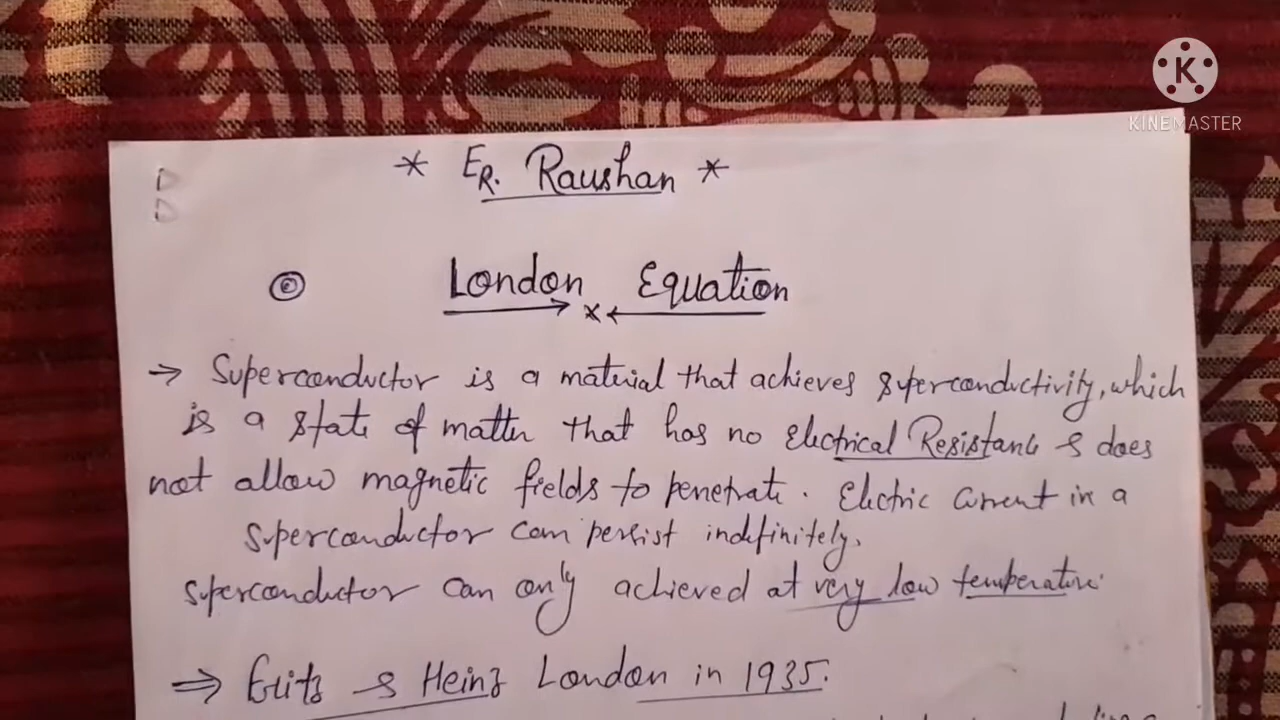 K
KINEMASTER
* ER. Raushan *
London Equation
→ Superconductor is a material that achieves superconductivity, which
is a state of matter that has no Electrical Resistance & does
not allow magnetic fields to penetrate. Electric current in a
Superconductor can persist indefinitely.
superconductor can only achieved at very low temperature.
⇒ Fritz & Heinz London in 1935.